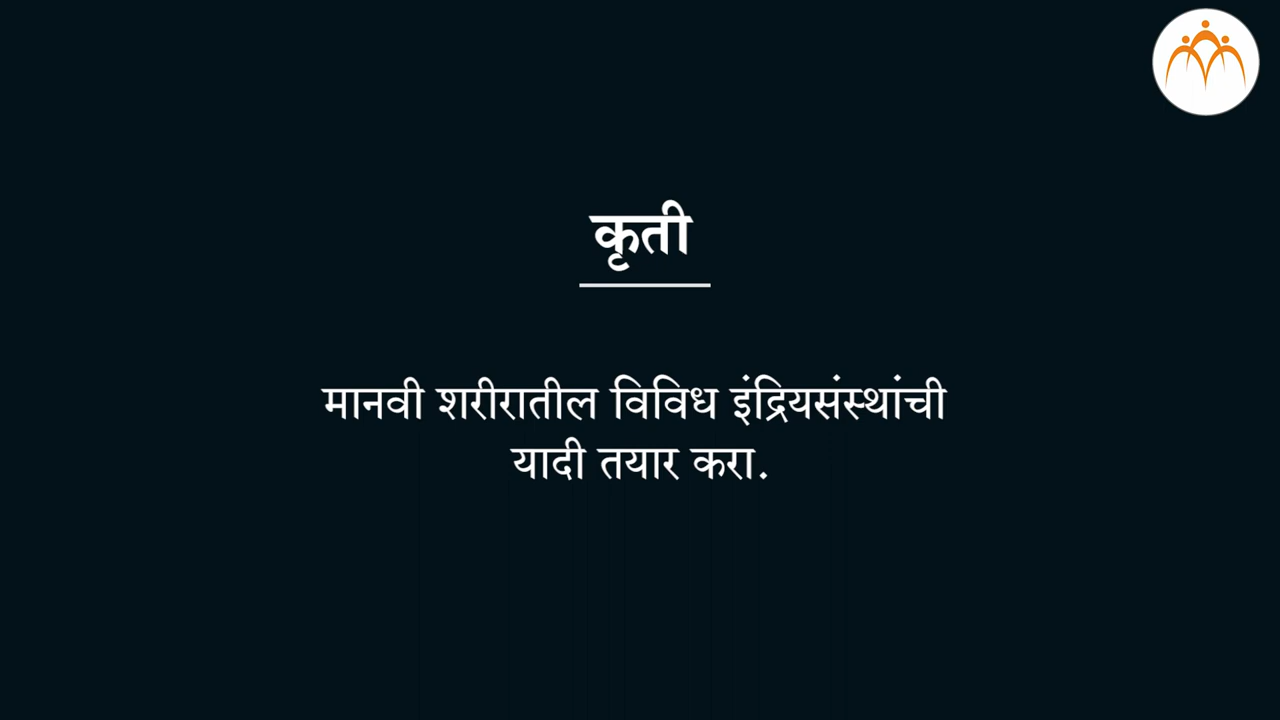 कृती
मानवी शरीरातील विविध इंद्रियसंस्थांची
यादी तयार करा.